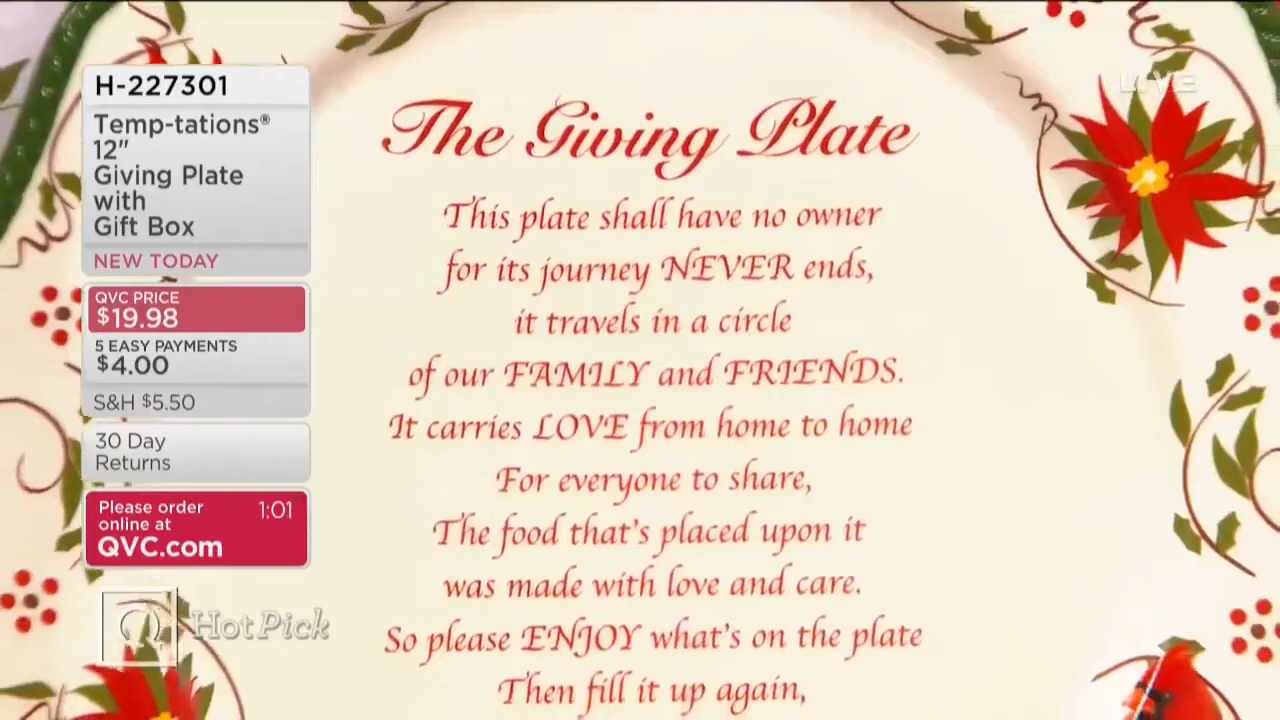 H-227301
Temp-tations®
12"
Giving Plate
with
Gift Box
NEW TODAY
QVC PRICE
$19.98
5 EASY PAYMENTS
$4.00
S&H $5.50
30 Day
Returns
Please order 1:01
online at
QVC.com
Hot Pick
LIVE
The Giving Plate
This plate shall have no owner
for its journey NEVER ends,
it travels in a circle
of our FAMILY and FRIENDS.
It carries LOVE from home to home
For everyone to share,
The food that's placed upon it
was made with love and care.
So please ENJOY what's on the plate
Then fill it up again,